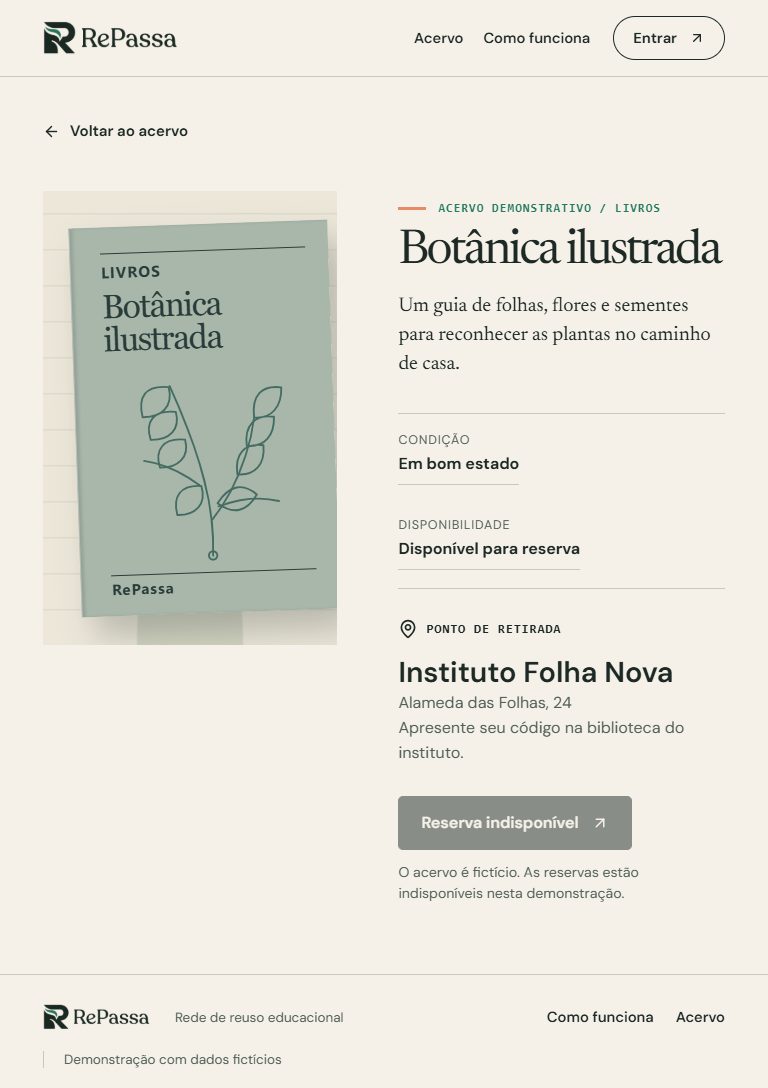 RePassa
Acervo
Como funciona
Entrar
Voltar ao acervo
LIVROS
Botânica
ilustrada
RePassa
ACERVO DEMONSTRATIVO / LIVROS
Botânica ilustrada
Um guia de folhas, flores e sementes
para reconhecer as plantas no caminho
de casa.
CONDIÇÃO
Em bom estado
DISPONIBILIDADE
Disponível para reserva
PONTO DE RETIRADA
Instituto Folha Nova
Alameda das Folhas, 24
Apresente seu código na biblioteca do
instituto.
Reserva indisponível
O acervo é fictício. As reservas estão
indisponíveis nesta demonstração.
RePassa
Rede de reuso educacional
Como funciona
Acervo
Demonstração com dados fictícios